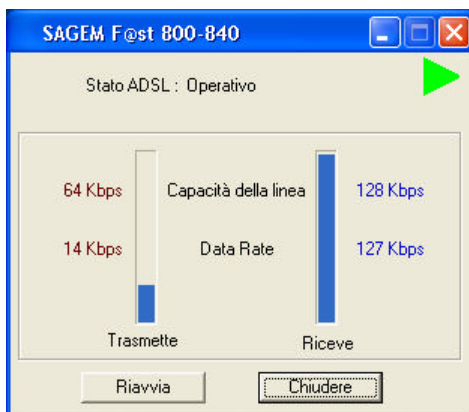 SAGEM F@st 800-840
Stato ADSL : Operativo
64 Kbps Capacità della linea 128 Kbps
14 Kbps Data Rate 127 Kbps
Trasmette Riceve
Riavvia Chiudere